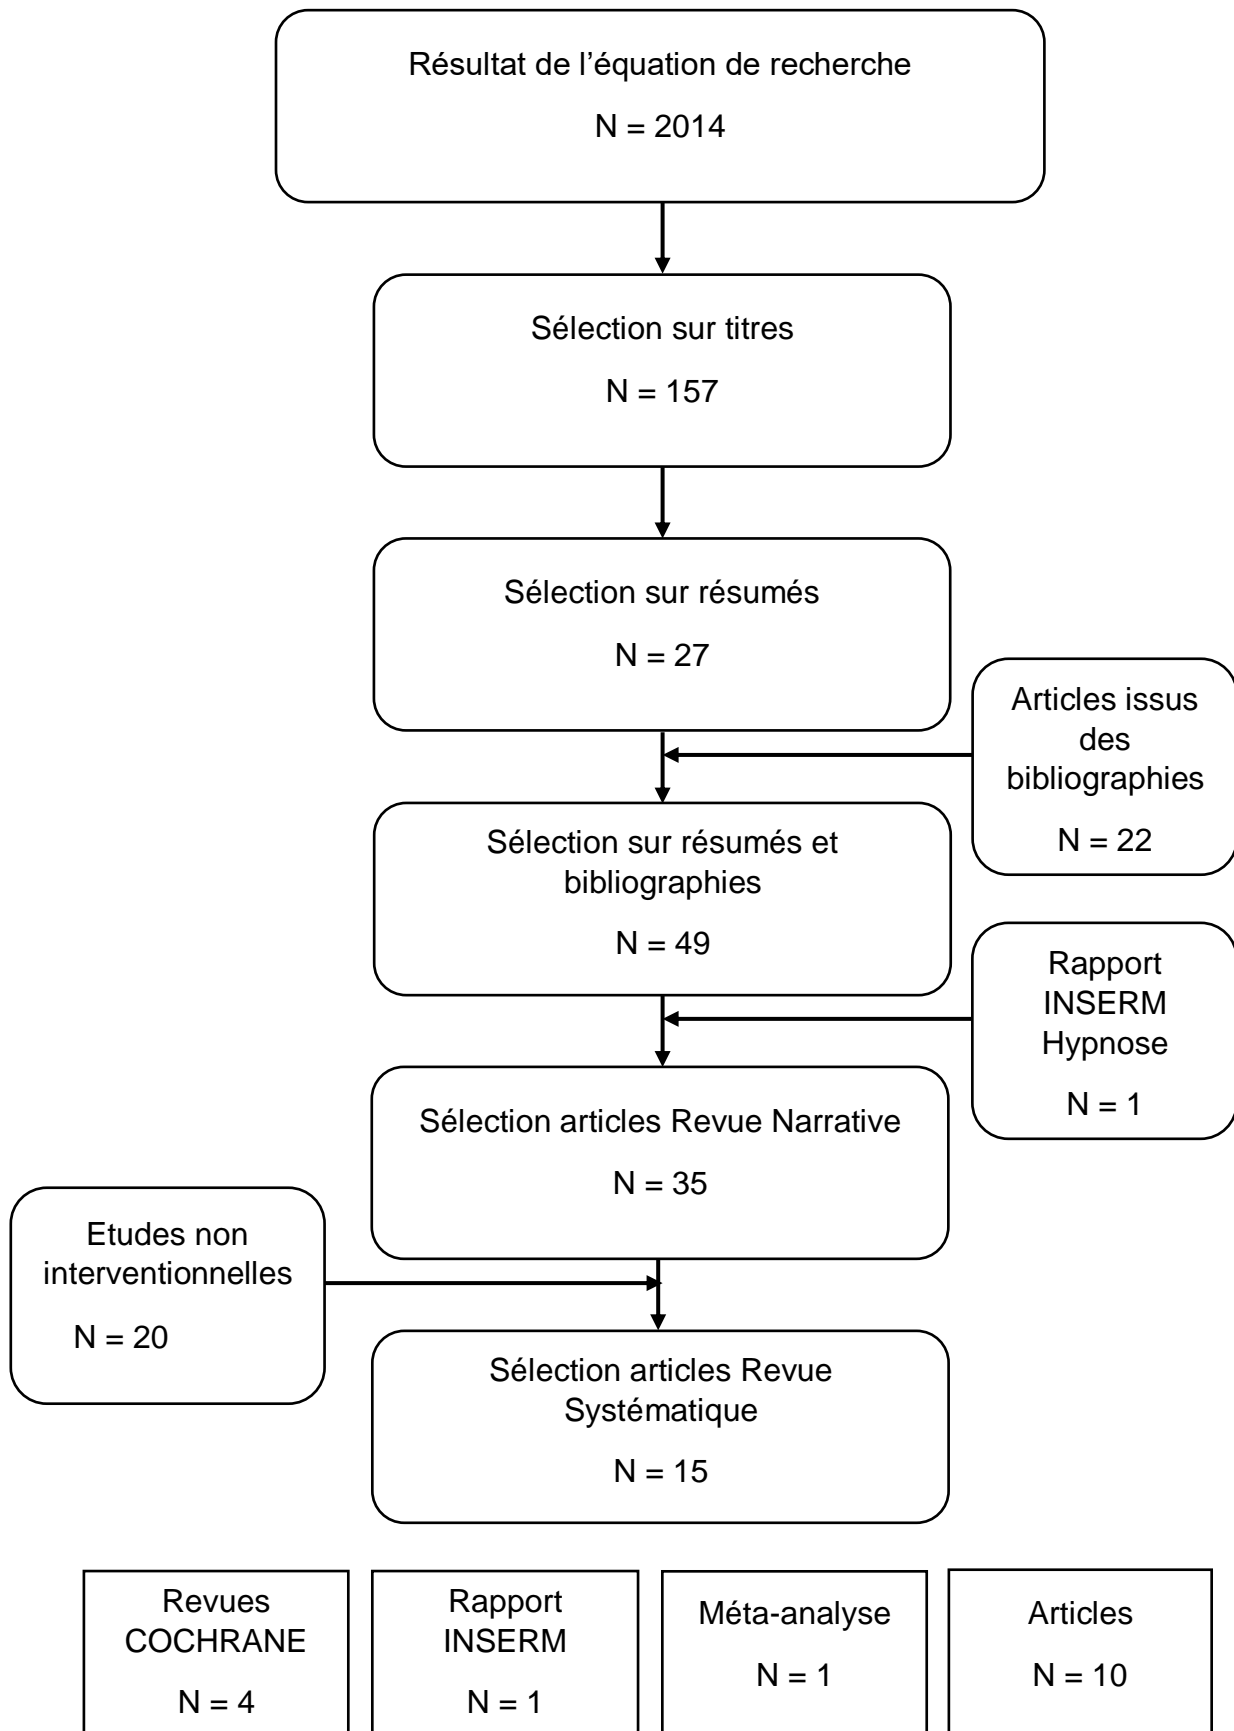 Résultat de l’équation de recherche
N = 2014
Sélection sur titres
N = 157
Sélection sur résumés
N = 27
Articles issus
des
bibliographies
N = 22
Sélection sur résumés et
bibliographies
N = 49
Rapport
INSERM
Hypnose
N = 1
Sélection articles Revue Narrative
N = 35
Etudes non
interventionnelles
N = 20
Sélection articles Revue
Systématique
N = 15
Revues
COCHRANE
N = 4
Rapport
INSERM
N = 1
Méta-analyse
N = 1
Articles
N = 10